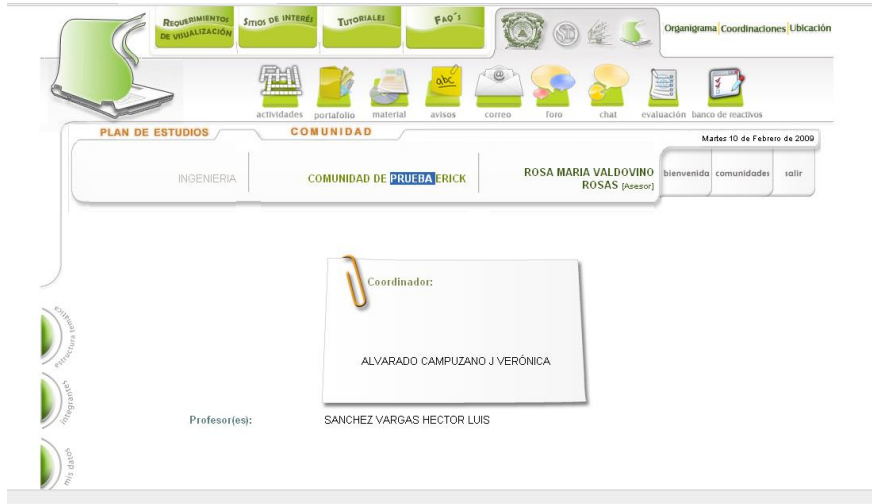 REQUERIMIENTOS
DE VISUALIZACIÓN
SITIOS DE INTERÉS
TUTORIALES
FAQ'S
Organigrama Coordinaciones Ubicación
abc
@
actividades portafolio material avisos correo foro chat evaluación banco de reactivos
PLAN DE ESTUDIOS COMUNIDAD
Martes 10 de Febrero de 2009
INGENIERIA
COMUNIDAD DE PRUEBA ERICK
ROSA MARIA VALDOVINO
ROSAS [Asesor]
bienvenida comunidades salir
Coordinador:
ALVARADO CAMPUZANO J VERÓNICA
Profesor(es): SANCHEZ VARGAS HECTOR LUIS
estructura temática
integrantes
mis datos